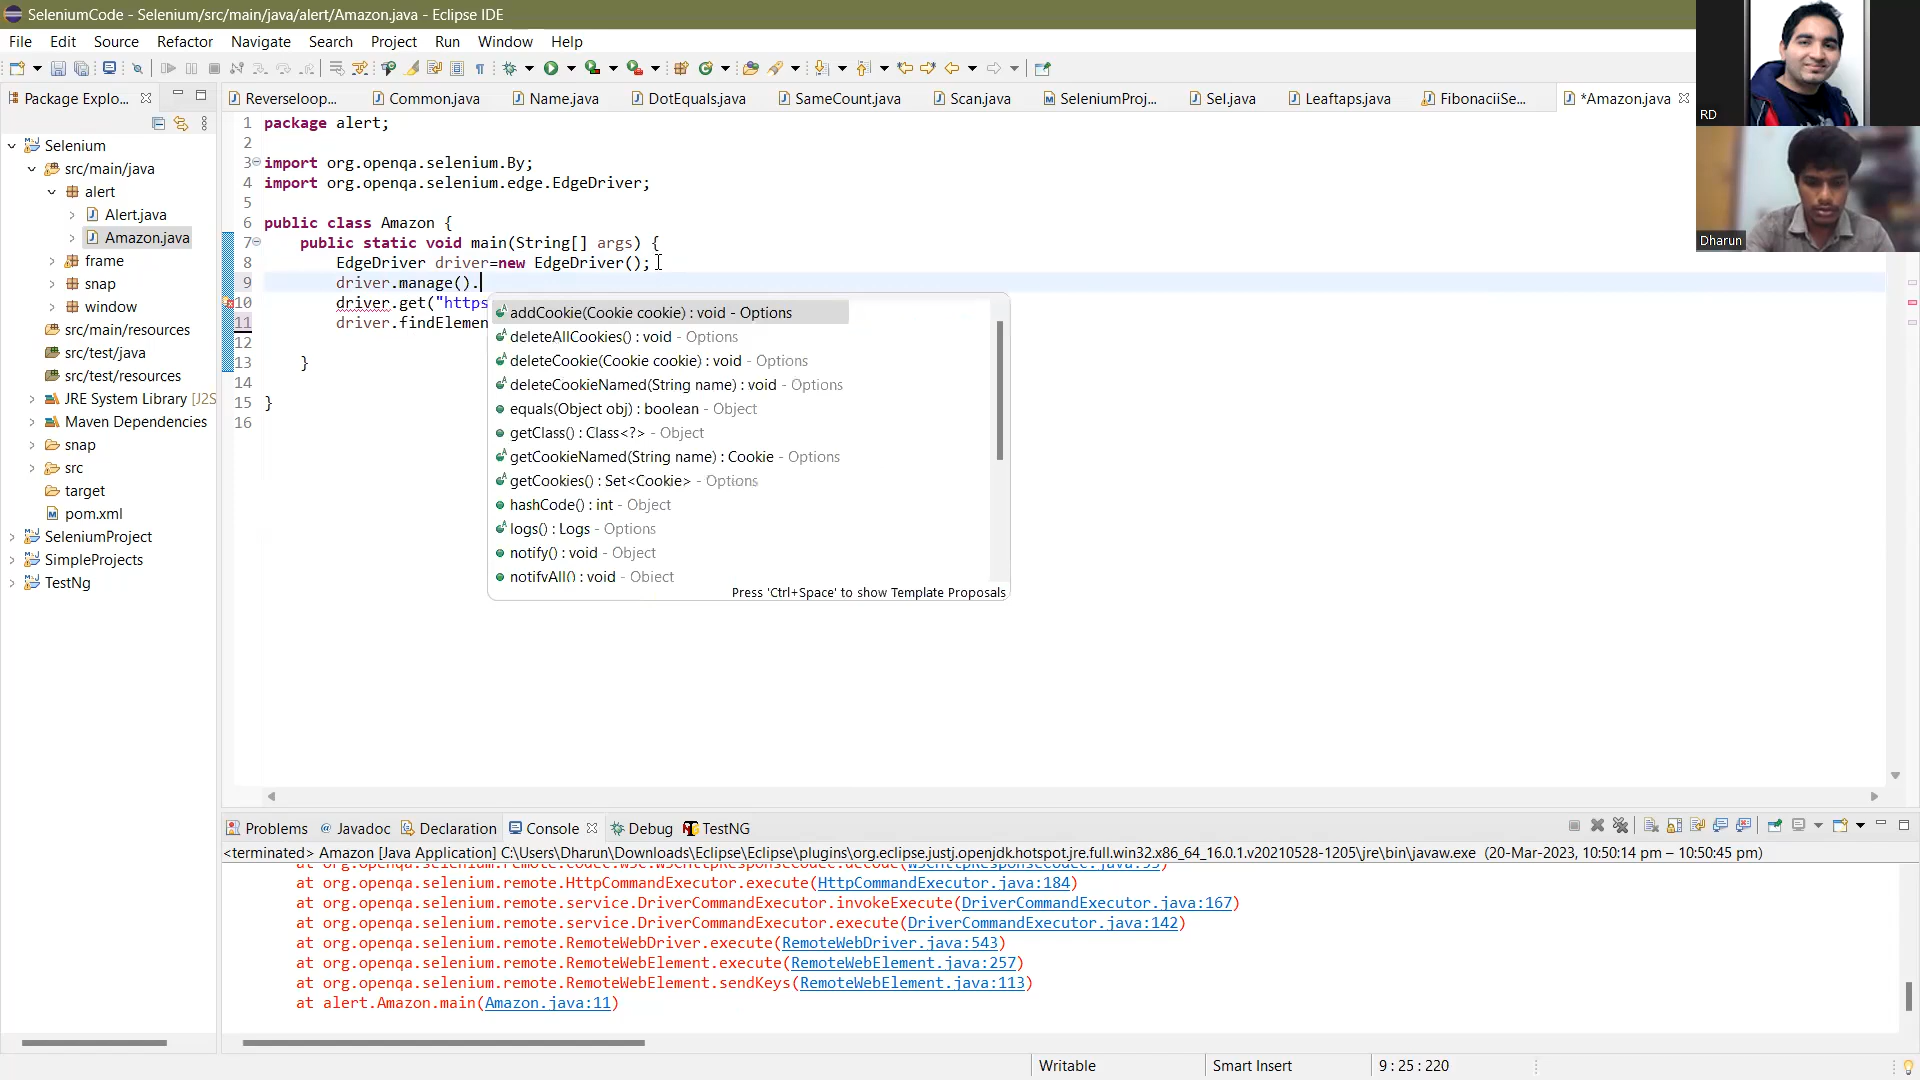 SeleniumCode - Selenium/src/main/java/alert/Amazon.java - Eclipse IDE
File Edit Source Refactor Navigate Search Project Run Window Help
Package Explo...
Reverseloop... Common.java Name.java DotEquals.java SameCount.java Scan.java SeleniumProj... Sel.java Leaftaps.java FibonaciiSe... *Amazon.java
RD
Dharun
Selenium
src/main/java
alert
Alert.java
Amazon.java
frame
snap
window
src/main/resources
src/test/java
src/test/resources
JRE System Library [J2S
Maven Dependencies
snap
src
target
pom.xml
SeleniumProject
SimpleProjects
TestNg
1 package alert;
2
3 import org.openqa.selenium.By;
4 import org.openqa.selenium.edge.EdgeDriver;
5
6 public class Amazon {
7 public static void main(String[] args) {
8 EdgeDriver driver=new EdgeDriver();
9 driver.manage().
10 driver.get("https
11 driver.findElemen
12
13 }
14
15 }
16
addCookie(Cookie cookie) : void - Options
deleteAllCookies() : void - Options
deleteCookie(Cookie cookie) : void - Options
deleteCookieNamed(String name) : void - Options
equals(Object obj) : boolean - Object
getClass() : Class<?> - Object
getCookieNamed(String name) : Cookie - Options
getCookies() : Set<Cookie> - Options
hashCode() : int - Object
logs() : Logs - Options
notify() : void - Object
notifyAll() : void - Object
Press 'Ctrl+Space' to show Template Proposals
Problems @ Javadoc Declaration Console Debug TestNG
<terminated> Amazon [Java Application] C:\Users\Dharun\Downloads\Eclipse\Eclipse\plugins\org.eclipse.justj.openjdk.hotspot.jre.full.win32.x86_64_16.0.1.v20210528-1205\jre\bin\javaw.exe (20-Mar-2023, 10:50:14 pm – 10:50:45 pm)
at org.openqa.selenium.remote.HttpCommandExecutor.execute(HttpCommandExecutor.java:184)
at org.openqa.selenium.remote.service.DriverCommandExecutor.invokeExecute(DriverCommandExecutor.java:167)
at org.openqa.selenium.remote.service.DriverCommandExecutor.execute(DriverCommandExecutor.java:142)
at org.openqa.selenium.remote.RemoteWebDriver.execute(RemoteWebDriver.java:543)
at org.openqa.selenium.remote.RemoteWebElement.execute(RemoteWebElement.java:257)
at org.openqa.selenium.remote.RemoteWebElement.sendKeys(RemoteWebElement.java:113)
at alert.Amazon.main(Amazon.java:11)
Writable Smart Insert 9 : 25 : 220